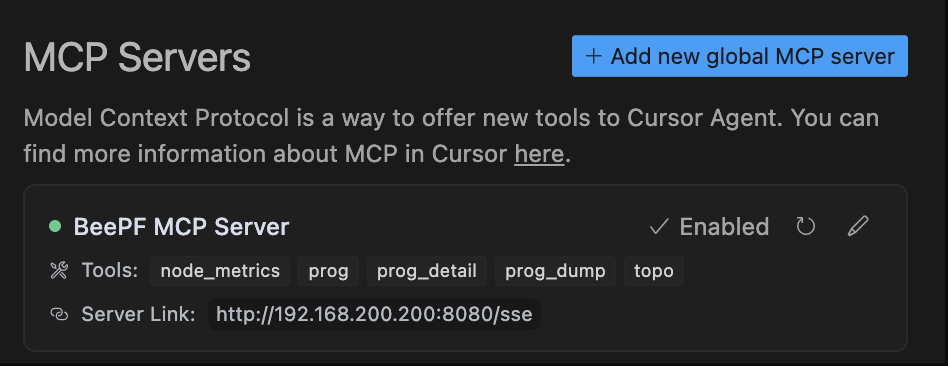 MCP Servers
+ Add new global MCP server
Model Context Protocol is a way to offer new tools to Cursor Agent. You can
find more information about MCP in Cursor here.
BeePF MCP Server
Enabled
Tools: node_metrics prog prog_detail prog_dump topo
Server Link: http://192.168.200.200:8080/sse